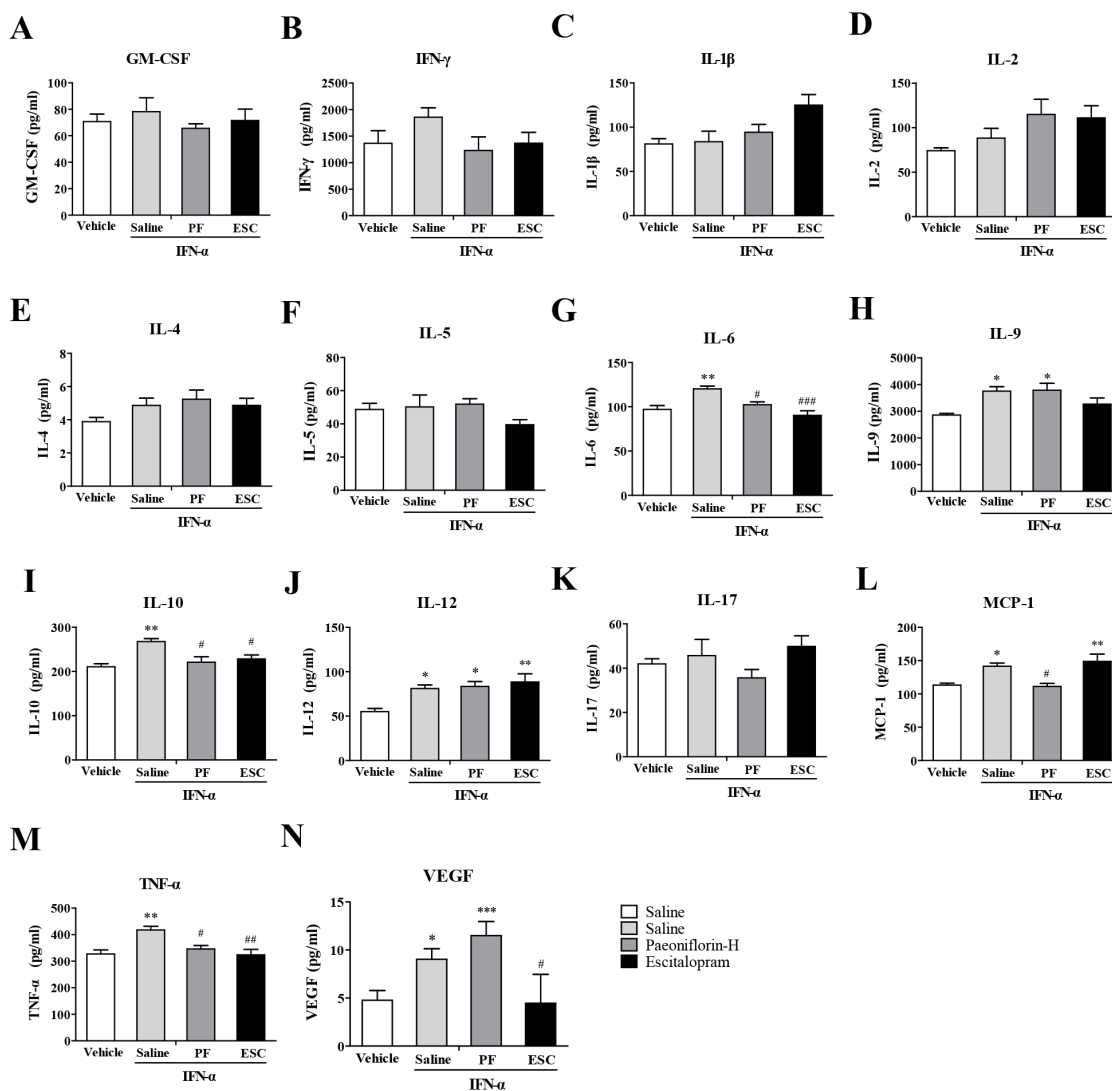 A
GM-CSF
GM-CSF (pg/ml)
100
80
60
40
20
0
Vehicle Saline PF ESC
IFN-α
B
IFN-γ
IFN-γ (pg/ml)
2500
2000
1500
1000
500
0
Vehicle Saline PF ESC
IFN-α
C
IL-1β
IL-1β (pg/ml)
150
100
50
0
Vehicle Saline PF ESC
IFN-α
D
IL-2
IL-2 (pg/ml)
150
100
50
0
Vehicle Saline PF ESC
IFN-α
E
IL-4
IL-4 (pg/ml)
8
6
4
2
0
Vehicle Saline PF ESC
IFN-α
F
IL-5
IL-5 (pg/ml)
80
60
40
20
0
Vehicle Saline PF ESC
IFN-α
G
IL-6
IL-6 (pg/ml)
150
100
50
0
** # ###
Vehicle Saline PF ESC
IFN-α
H
IL-9
IL-9 (pg/ml)
5000
4000
3000
2000
1000
0
* *
Vehicle Saline PF ESC
IFN-α
I
IL-10
IL-10 (pg/ml)
300
200
100
0
** # #
Vehicle Saline PF ESC
IFN-α
J
IL-12
IL-12 (pg/ml)
150
100
50
0
* * **
Vehicle Saline PF ESC
IFN-α
K
IL-17
IL-17 (pg/ml)
60
40
20
0
Vehicle Saline PF ESC
IFN-α
L
MCP-1
MCP-1 (pg/ml)
200
150
100
50
0
* # **
Vehicle Saline PF ESC
IFN-α
M
TNF-α
TNF-α (pg/ml)
500
400
300
200
100
0
** # ##
Vehicle Saline PF ESC
IFN-α
N
VEGF
VEGF (pg/ml)
15
10
5
0
* *** #
Vehicle Saline PF ESC
IFN-α
Saline
Saline
Paeoniflorin-H
Escitalopram